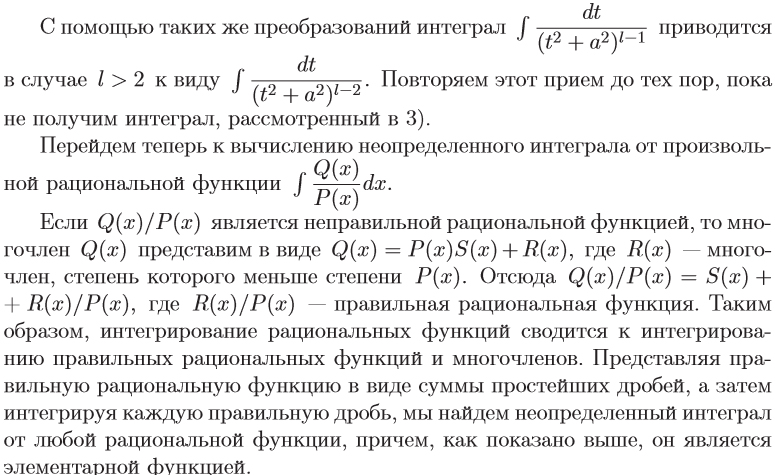 С помощью таких же преобразований интеграл ∫ dt/(t² + a²)^{l−1} приводится
в случае l > 2 к виду ∫ dt/(t² + a²)^{l−2}. Повторяем этот прием до тех пор, пока
не получим интеграл, рассмотренный в 3).
Перейдем теперь к вычислению неопределенного интеграла от произволь-
ной рациональной функции ∫ Q(x)/P(x) dx.
Если Q(x)/P(x) является неправильной рациональной функцией, то мно-
гочлен Q(x) представим в виде Q(x) = P(x)S(x) + R(x), где R(x) — много-
член, степень которого меньше степени P(x). Отсюда Q(x)/P(x) = S(x) +
+ R(x)/P(x), где R(x)/P(x) — правильная рациональная функция. Таким
образом, интегрирование рациональных функций сводится к интегрирова-
нию правильных рациональных функций и многочленов. Представляя пра-
вильную рациональную функцию в виде суммы простейших дробей, а затем
интегрируя каждую правильную дробь, мы найдем неопределенный интеграл
от любой рациональной функции, причем, как показано выше, он является
элементарной функцией.